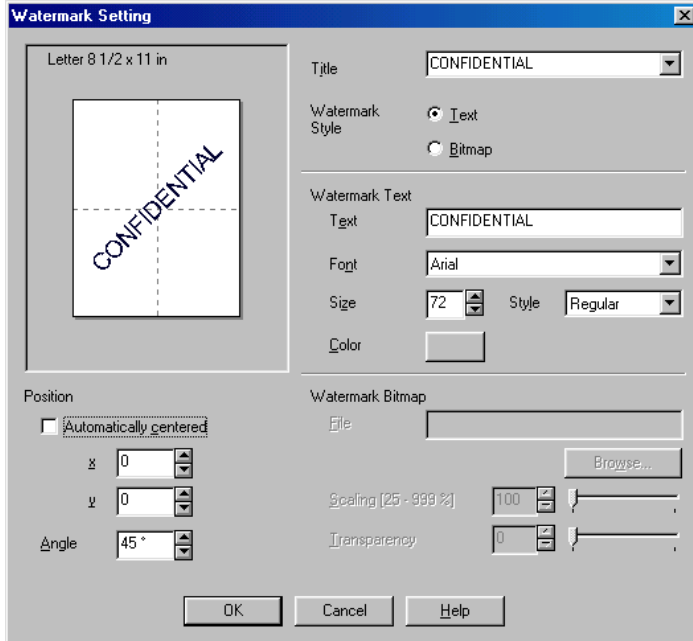 Watermark Setting
Letter 8 1/2 x 11 in
CONFIDENTIAL
Title CONFIDENTIAL
Watermark Style
Text
Bitmap
Watermark Text
Text CONFIDENTIAL
Font Arial
Size 72 Style Regular
Color
Position
Automatically centered
x 0
y 0
Angle 45 °
Watermark Bitmap
File
Browse...
Scaling [25 - 999 %] 100
Transparency 0
OK Cancel Help